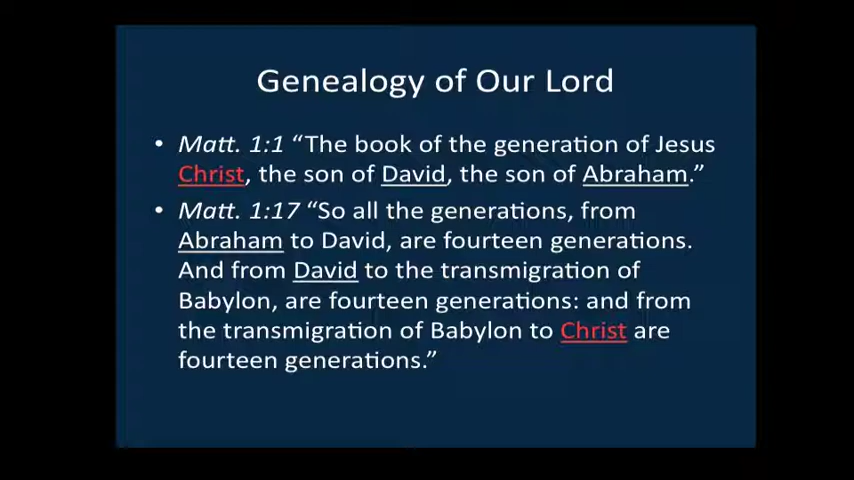 Genealogy of Our Lord
• Matt. 1:1 “The book of the generation of Jesus
Christ, the son of David, the son of Abraham.”
• Matt. 1:17 “So all the generations, from
Abraham to David, are fourteen generations.
And from David to the transmigration of
Babylon, are fourteen generations: and from
the transmigration of Babylon to Christ are
fourteen generations.”